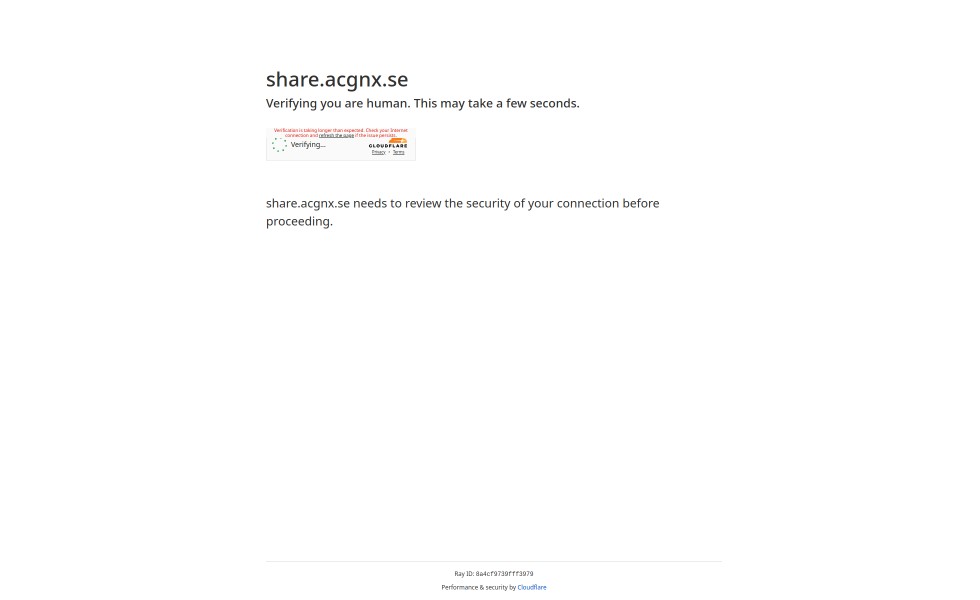 share.acgnx.se
Verifying you are human. This may take a few seconds.
Verification is taking longer than expected. Check your Internet
connection and refresh the page if the issue persists.
Verifying...
CLOUDFLARE
Privacy • Terms
share.acgnx.se needs to review the security of your connection before
proceeding.
Ray ID: 8a4cf9739fff3979
Performance & security by Cloudflare